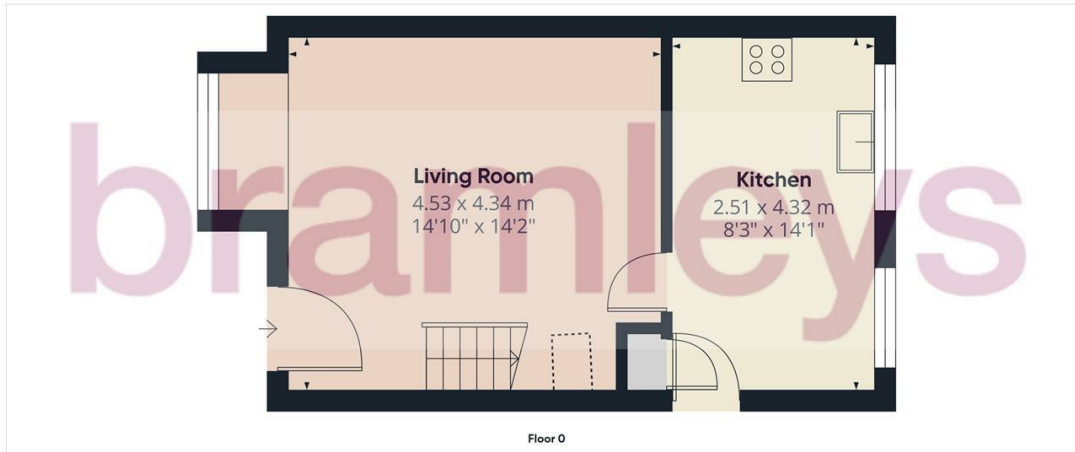 bramleys
Living Room
4.53 x 4.34 m
14'10" x 14'2"
Kitchen
2.51 x 4.32 m
8'3" x 14'1"
Floor 0